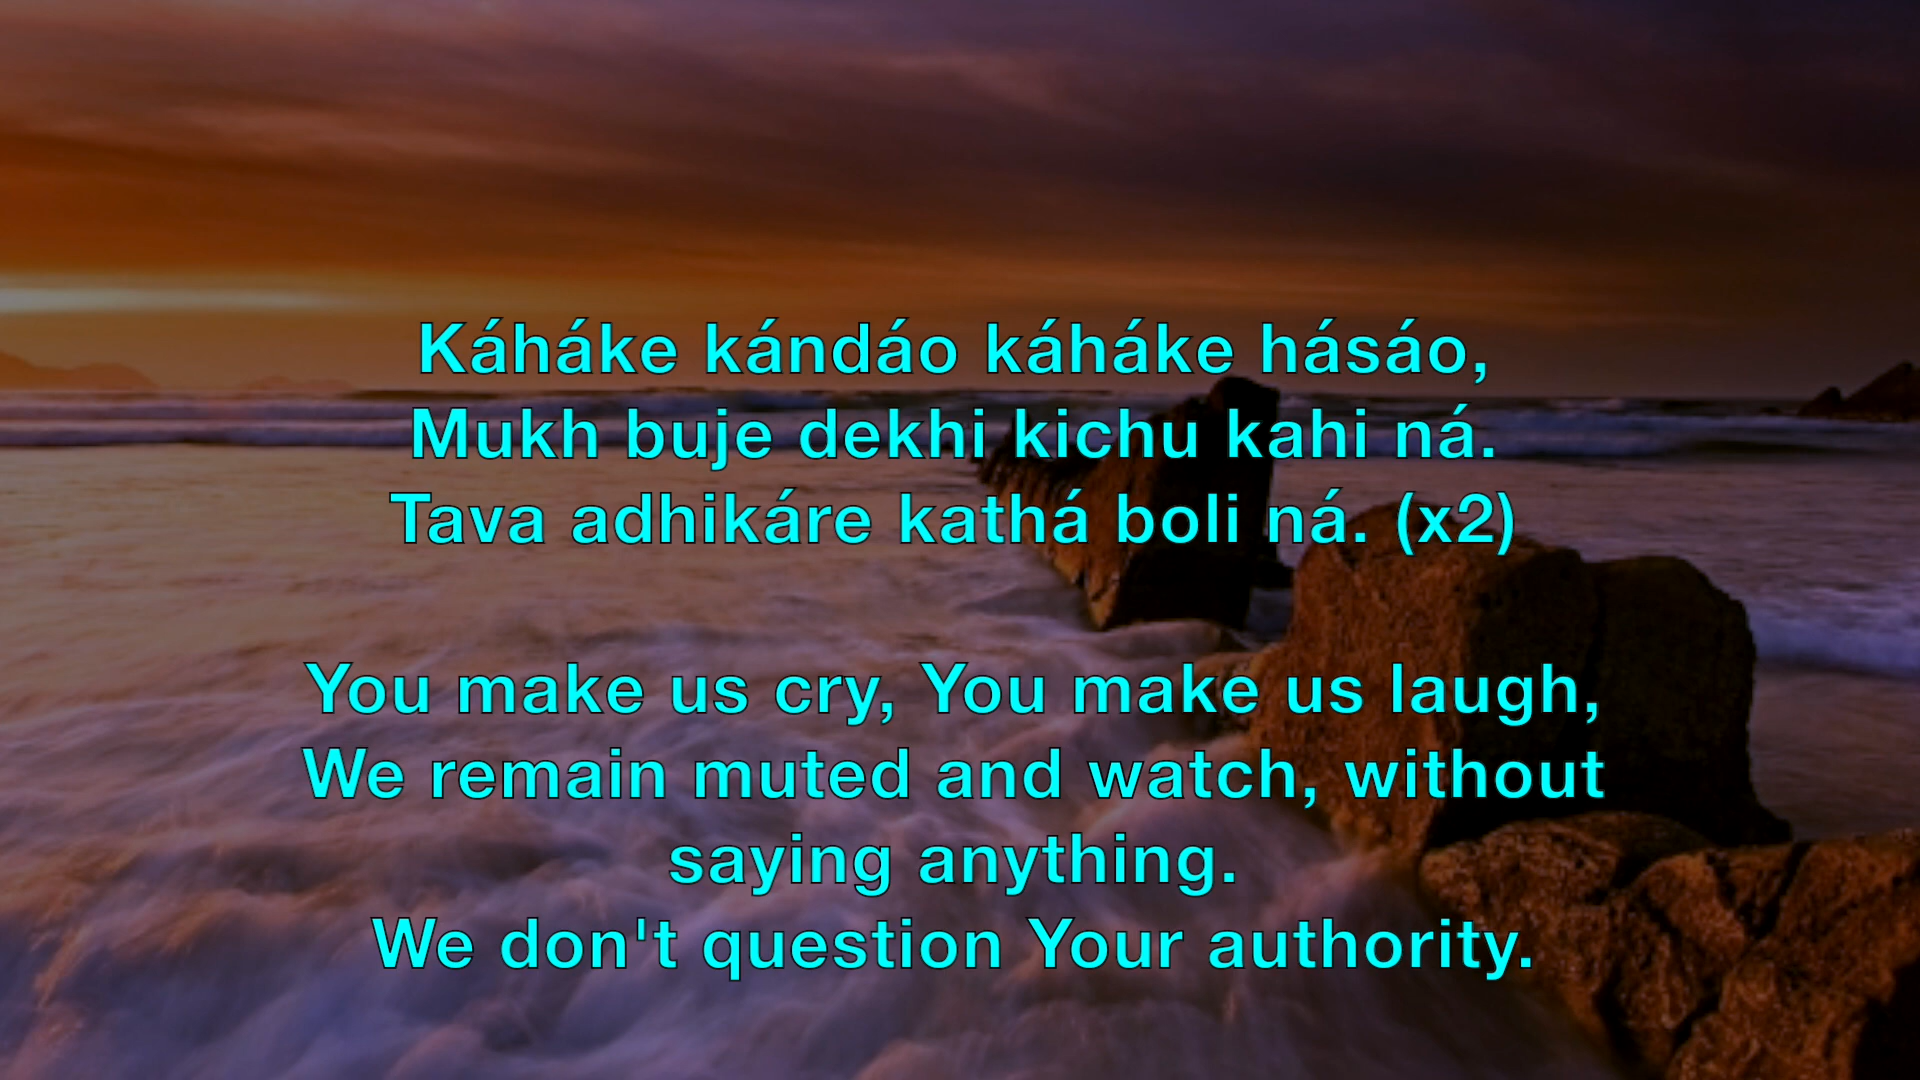 Káháke kándáo káháke hásáo,
Mukh buje dekhi kichu kahi ná.
Tava adhikáre kathá boli ná. (x2)
You make us cry, You make us laugh,
We remain muted and watch, without
saying anything.
We don't question Your authority.